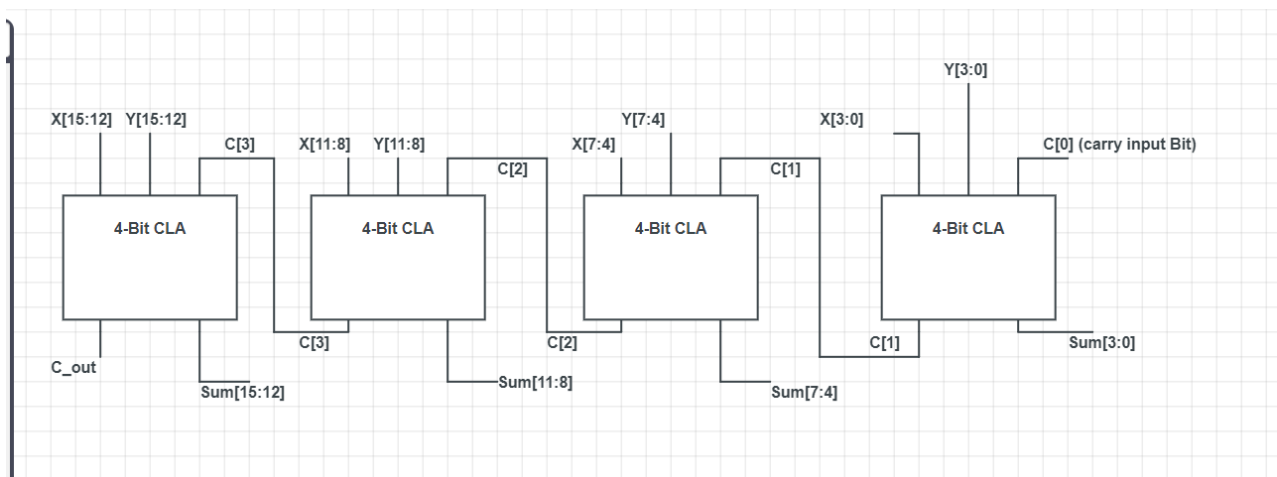 Y[3:0]
X[15:12] Y[15:12]
Y[7:4]
X[3:0]
C[3]
X[11:8] Y[11:8]
X[7:4]
C[0] (carry input Bit)
C[2]
C[1]
4-Bit CLA
4-Bit CLA
4-Bit CLA
4-Bit CLA
C[3]
C[2]
C[1]
Sum[3:0]
C_out
Sum[15:12]
Sum[11:8]
Sum[7:4]